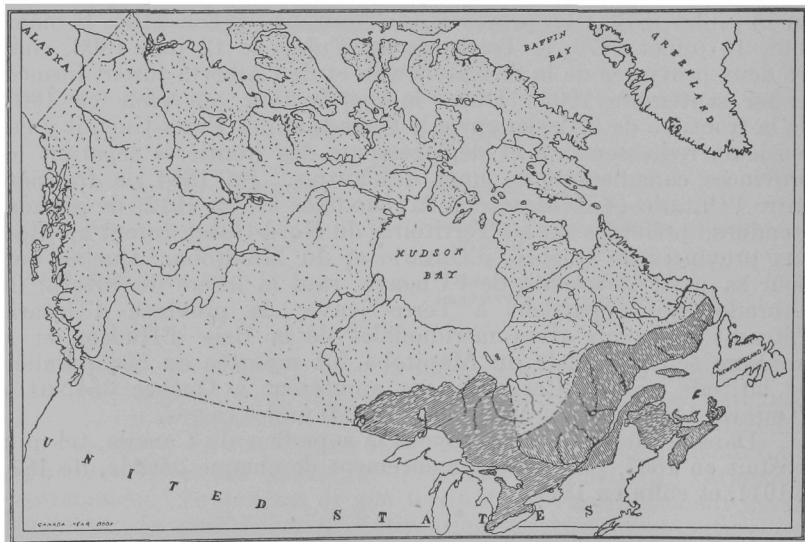 ALASKA
BAFFIN
BAY
GREENLAND
HUDSON
BAY
NEWFOUNDLAND
UNITED STATES
CANADA YEAR BOOK